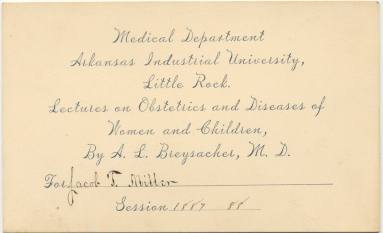 Medical Department
Arkansas Industrial University,
Little Rock.
Lectures on Obstetrics and Diseases of
Women and Children,
By A. L. Breysacher, M. D.
For Jacob T. Miller
Session 1887 88